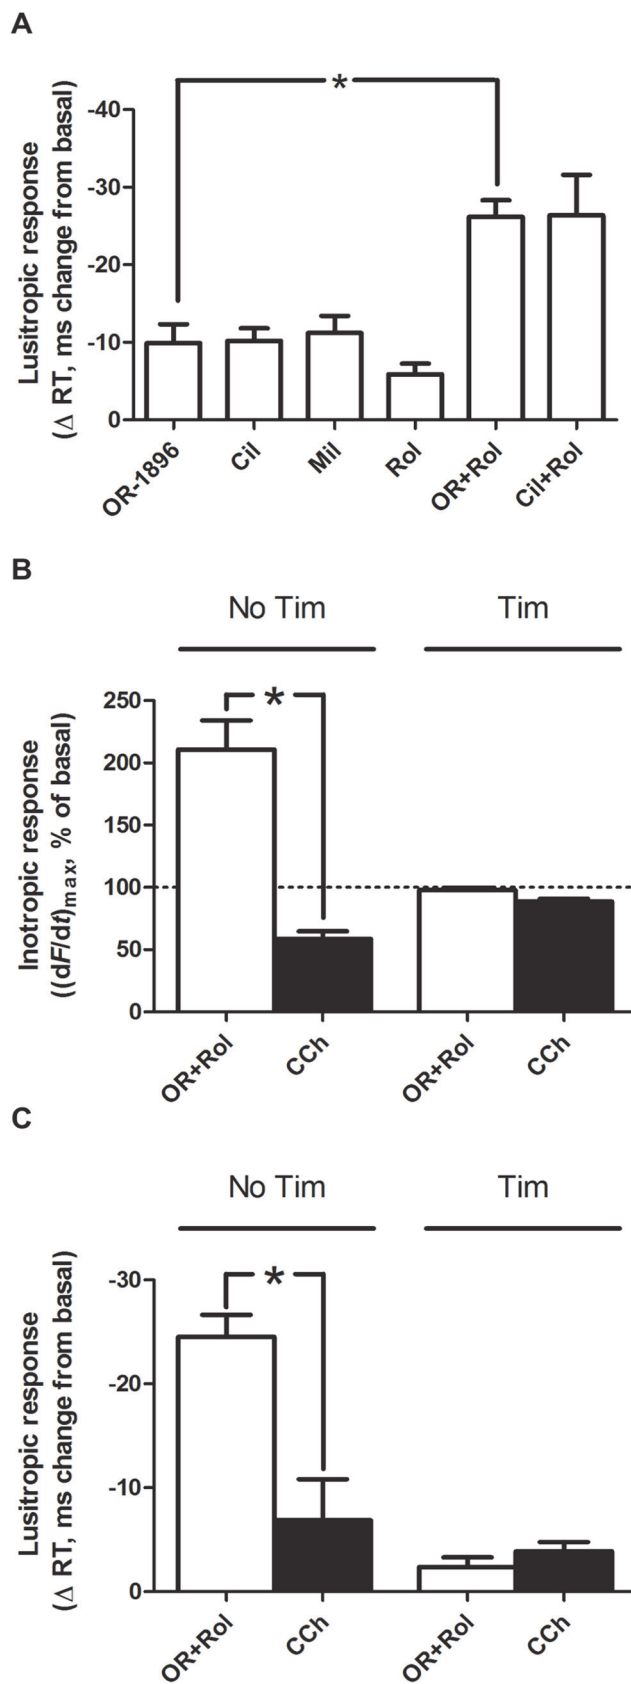 A
Lusitropic response
(Δ RT, ms change from basal)
-40
-30
-20
-10
0
*
OR-1896
Cil
Mil
Rol
OR+Rol
Cil+Rol
B
No Tim
Tim
Inotropic response
((dF/dt)max, % of basal)
250
200
150
100
50
0
*
OR+Rol
CCh
OR+Rol
CCh
C
No Tim
Tim
Lusitropic response
(Δ RT, ms change from basal)
-30
-20
-10
0
*
OR+Rol
CCh
OR+Rol
CCh